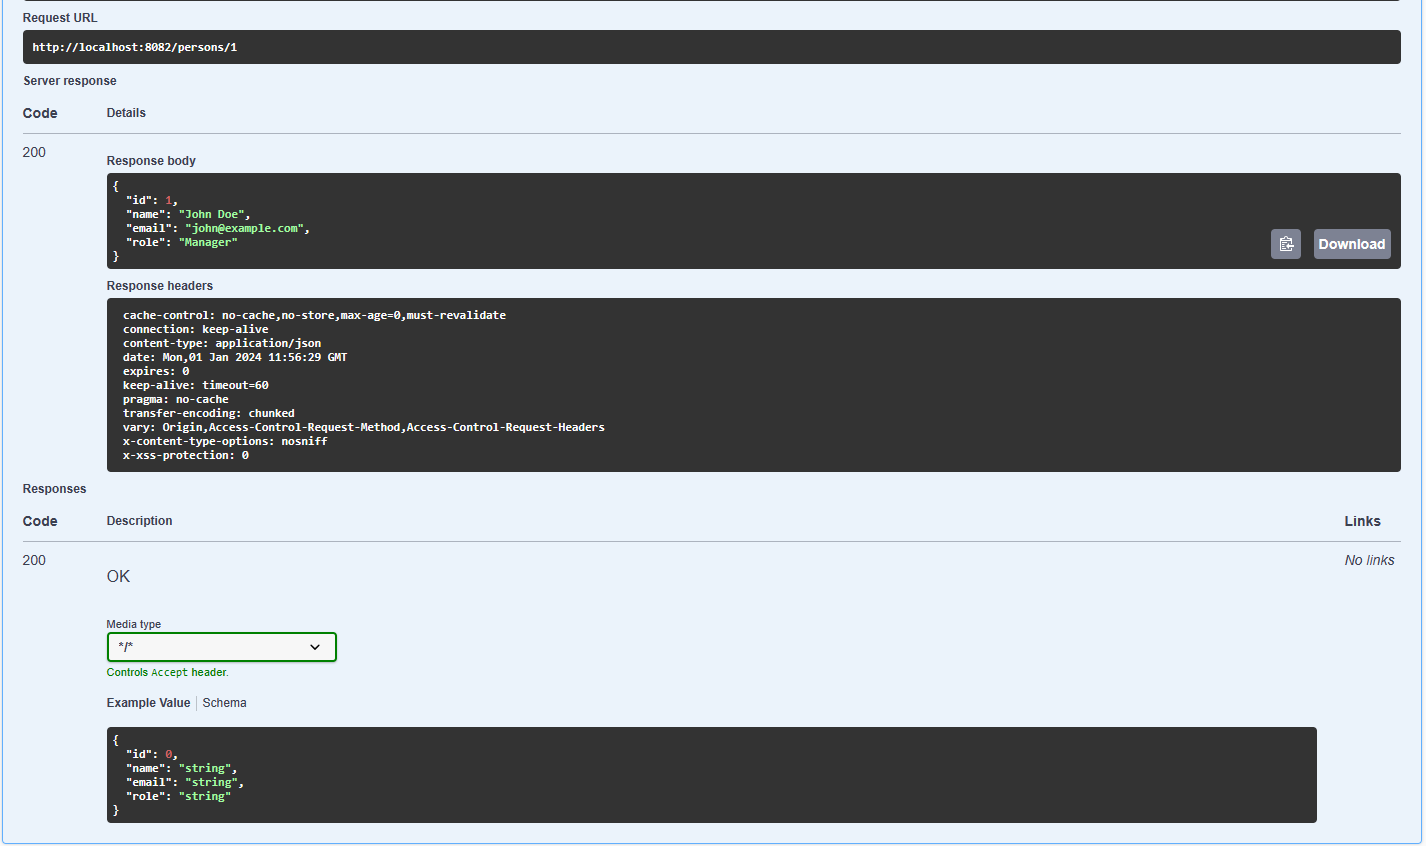 Request URL
http://localhost:8082/persons/1
Server response
Code Details
200
Response body
{
  "id": 1,
  "name": "John Doe",
  "email": "john@example.com",
  "role": "Manager"
}
Download
Response headers
cache-control: no-cache,no-store,max-age=0,must-revalidate
connection: keep-alive
content-type: application/json
date: Mon,01 Jan 2024 11:56:29 GMT
expires: 0
keep-alive: timeout=60
pragma: no-cache
transfer-encoding: chunked
vary: Origin,Access-Control-Request-Method,Access-Control-Request-Headers
x-content-type-options: nosniff
x-xss-protection: 0
Responses
Code Description Links
200 No links
OK
Media type
*/*
Controls Accept header.
Example Value Schema
{
  "id": 0,
  "name": "string",
  "email": "string",
  "role": "string"
}